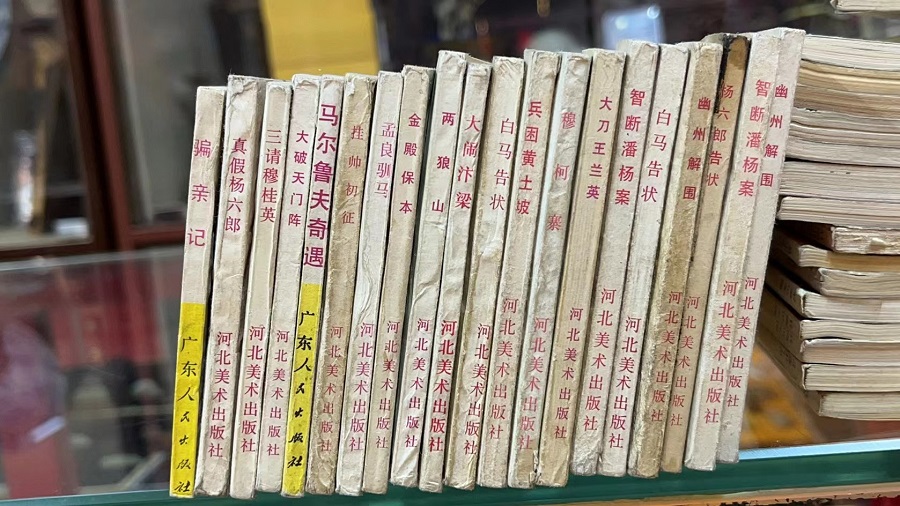 骗亲记
广东人民出版社
真假杨六郎
河北美术出版社
三请穆桂英
河北美术出版社
大破天门阵
河北美术出版社
马尔鲁夫奇遇
广东人民出版社
挂帅初征
河北美术出版社
孟良驯马
河北美术出版社
金殿保本
河北美术出版社
两狼山
河北美术出版社
大闹汴梁
河北美术出版社
白马告状
河北美术出版社
兵困黄土坡
河北美术出版社
穆柯寨
河北美术出版社
大刀王兰英
河北美术出版社
智断潘杨案
河北美术出版社
白马告状
河北美术出版社
幽州解围
河北美术出版社
杨六郎告状
河北美术出版社
智断潘杨案
河北美术出版社
幽州解围
河北美术出版社